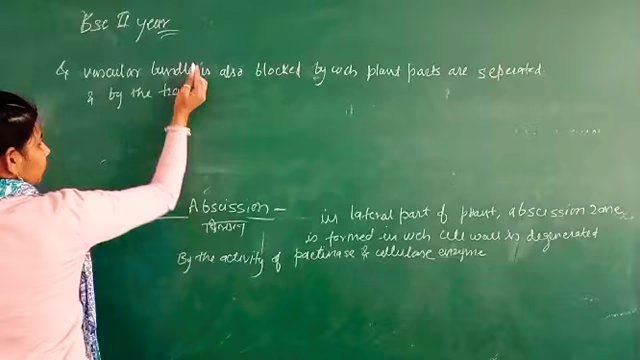 Bsc II year
& vascular bundle is also blocked by wch plant parts are seperated
& by the
Abscission -
विलगन
in lateral part of plant, abscission zone
is formed in wch cell wall is degenerated
By the activity of pactinase & cellulase enzyme